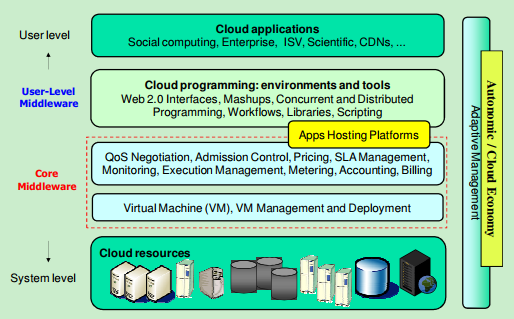 User level
Cloud applications
Social computing, Enterprise, ISV, Scientific, CDNs, ...
User-Level
Middleware
Cloud programming: environments and tools
Web 2.0 Interfaces, Mashups, Concurrent and Distributed
Programming, Workflows, Libraries, Scripting
Apps Hosting Platforms
Core
Middleware
QoS Negotiation, Admission Control, Pricing, SLA Management,
Monitoring, Execution Management, Metering, Accounting, Billing
Virtual Machine (VM), VM Management and Deployment
Cloud resources
System level
Adaptive Management
Autonomic / Cloud Economy